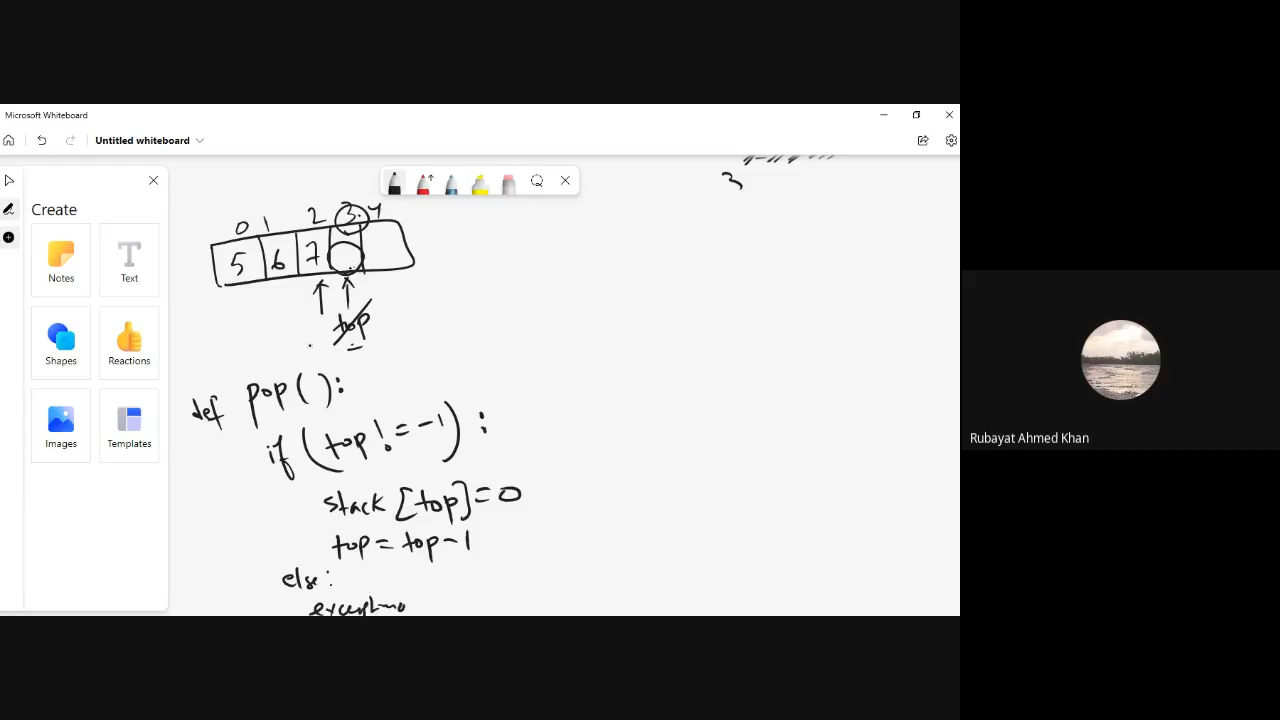 Microsoft Whiteboard
Untitled whiteboard
3
Create
0 1 2 3 4
Notes
Text
5 6 7
top
Shapes
Reactions
def pop():
if (top != -1):
Images
Templates
Rubayat Ahmed Khan
stack [top] = 0
top = top - 1
else: